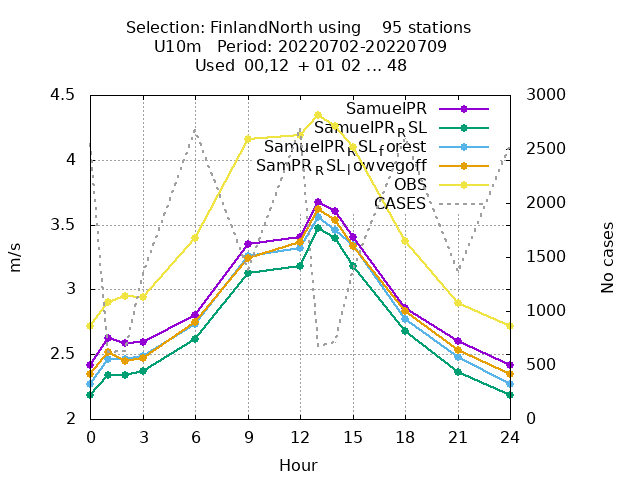 Selection: FinlandNorth using    95 stations
U10m   Period: 20220702-20220709
Used  00,12  + 01 02 ... 48
4.5
4
3.5
3
2.5
2
m/s
3000
2500
2000
1500
1000
500
0
No cases
SamuelPR
SamuelPR_RSL
SamuelPR_RSL_forest
SamPR_RSL_lowvegoff
OBS
CASES
0 3 6 9 12 15 18 21 24
Hour